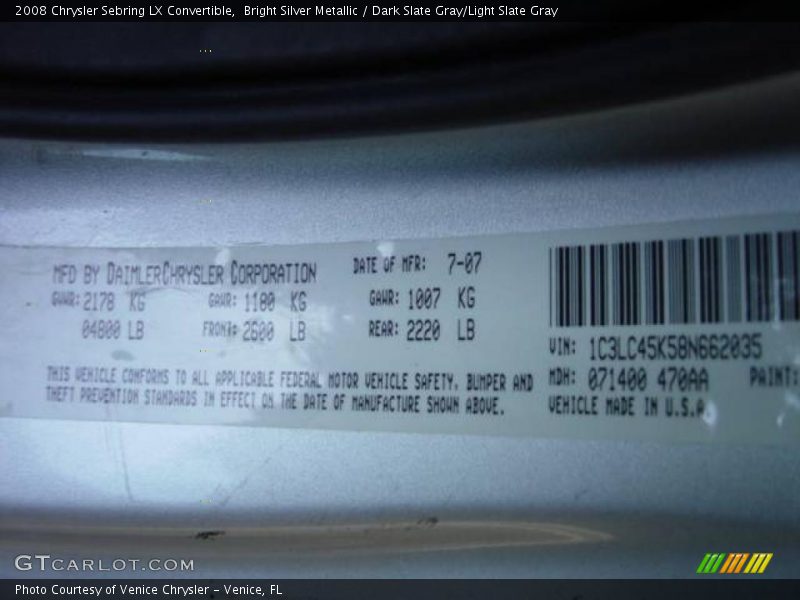 2008 Chrysler Sebring LX Convertible,  Bright Silver Metallic / Dark Slate Gray/Light Slate Gray
MFD BY DAIMLERCHRYSLER CORPORATION
DATE OF MFR: 7-07
GVWR: 2178 KG GAWR: 1180 KG GAWR: 1007 KG
04800 LB FRONT: 2600 LB REAR: 2220 LB
THIS VEHICLE CONFORMS TO ALL APPLICABLE FEDERAL MOTOR VEHICLE SAFETY, BUMPER AND
THEFT PREVENTION STANDARDS IN EFFECT ON THE DATE OF MANUFACTURE SHOWN ABOVE.
VIN: 1C3LC45K58N662035
MDH: 071400 470AA PAINT:
VEHICLE MADE IN U.S.A
GTCARLOT.COM
Photo Courtesy of Venice Chrysler - Venice, FL